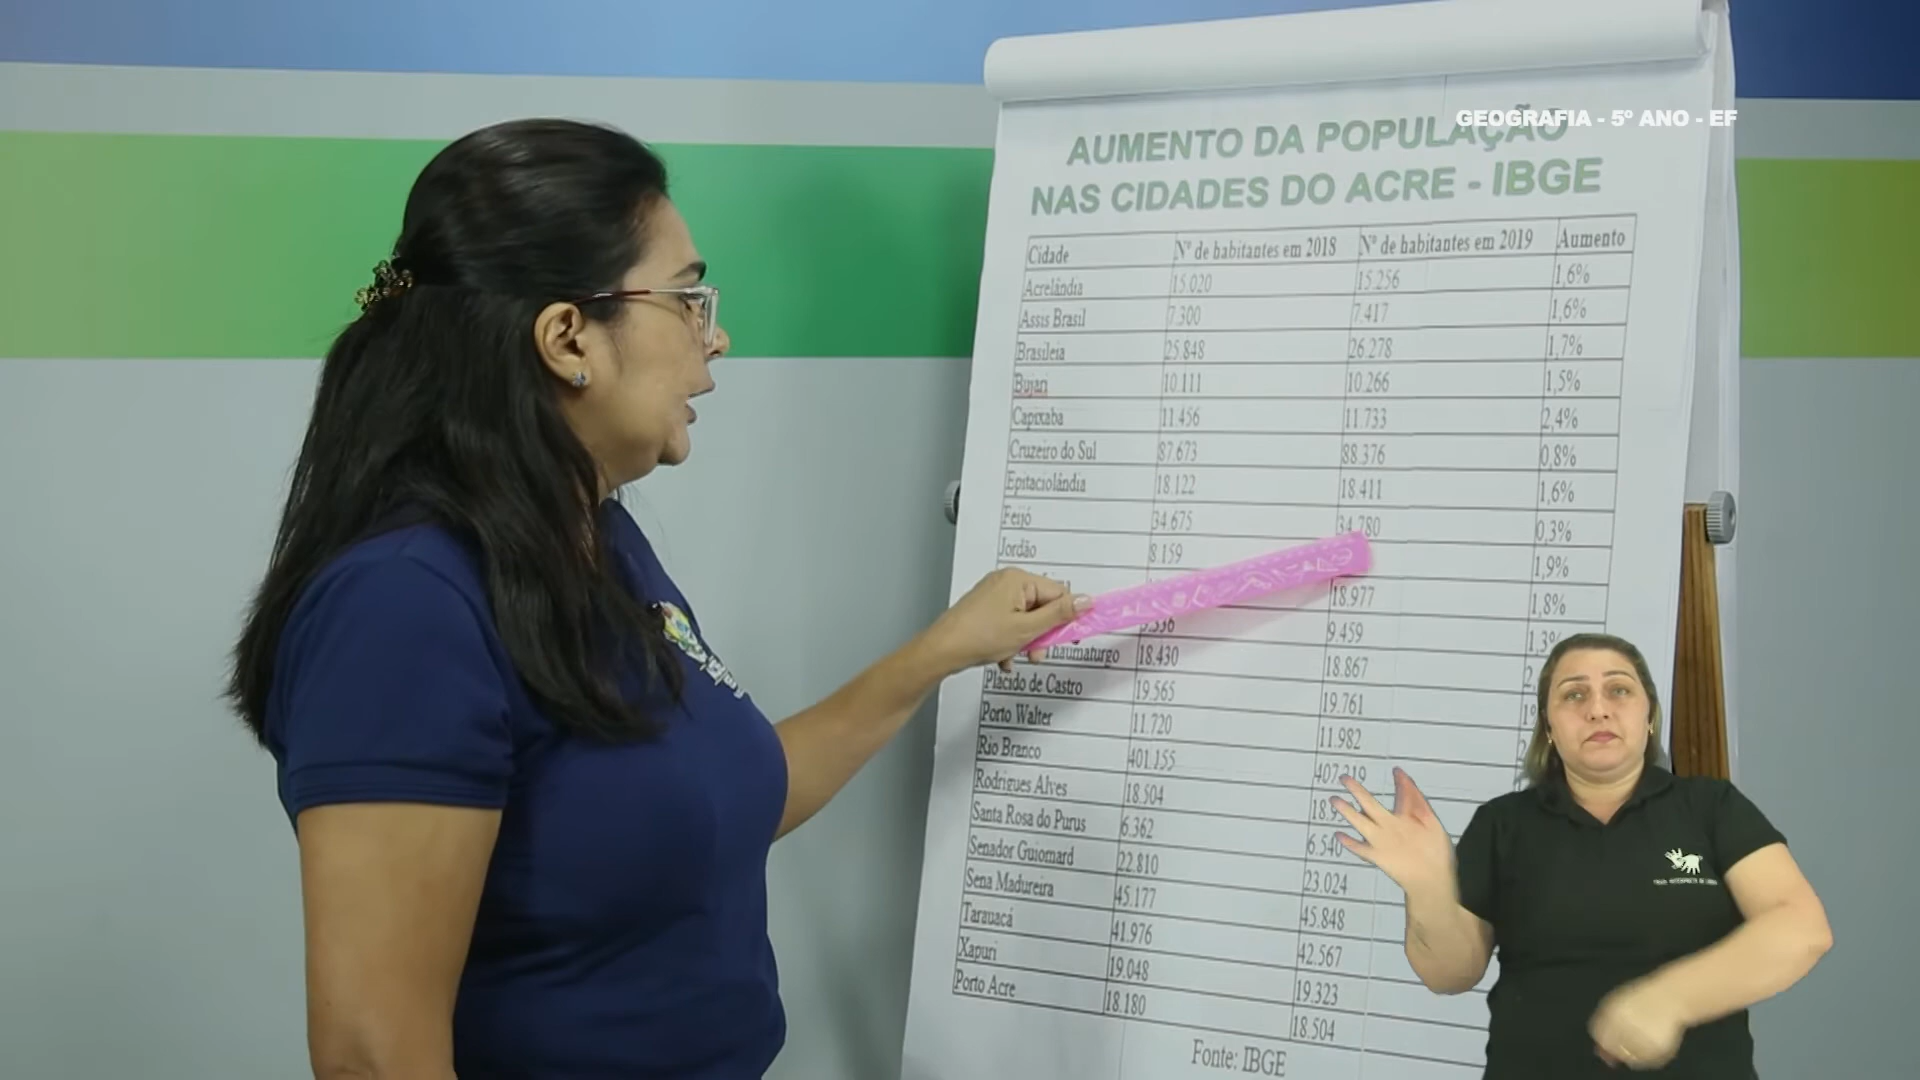 GEOGRAFIA - 5º ANO - EF
AUMENTO DA POPULAÇÃO
NAS CIDADES DO ACRE - IBGE
Cidade Nº de habitantes em 2018 Nº de habitantes em 2019 Aumento
Acrelândia 15.020 15.256 1,6%
Assis Brasil 7.300 7.417 1,6%
Brasileia 25.848 26.278 1,7%
Bujari 10.111 10.266 1,5%
Capixaba 11.456 11.733 2,4%
Cruzeiro do Sul 87.673 88.376 0,8%
Epitaciolândia 18.122 18.411 1,6%
Feijó 34.675 34.780 0,3%
Jordão 8.159 1,9%
18.977 1,8%
9.459 1,3%
Thaumaturgo 18.430 18.867 2,
Plácido de Castro 19.565 19.761
Porto Walter 11.720 11.982
Rio Branco 401.155 407.319
Rodrigues Alves 18.504
Santa Rosa do Purus 6.362 6.540
Senador Guiomard 22.810 23.024
Sena Madureira 45.177 45.848
Tarauacá 41.976 42.567
Xapuri 19.048 19.323
Porto Acre 18.180 18.504
Fonte: IBGE